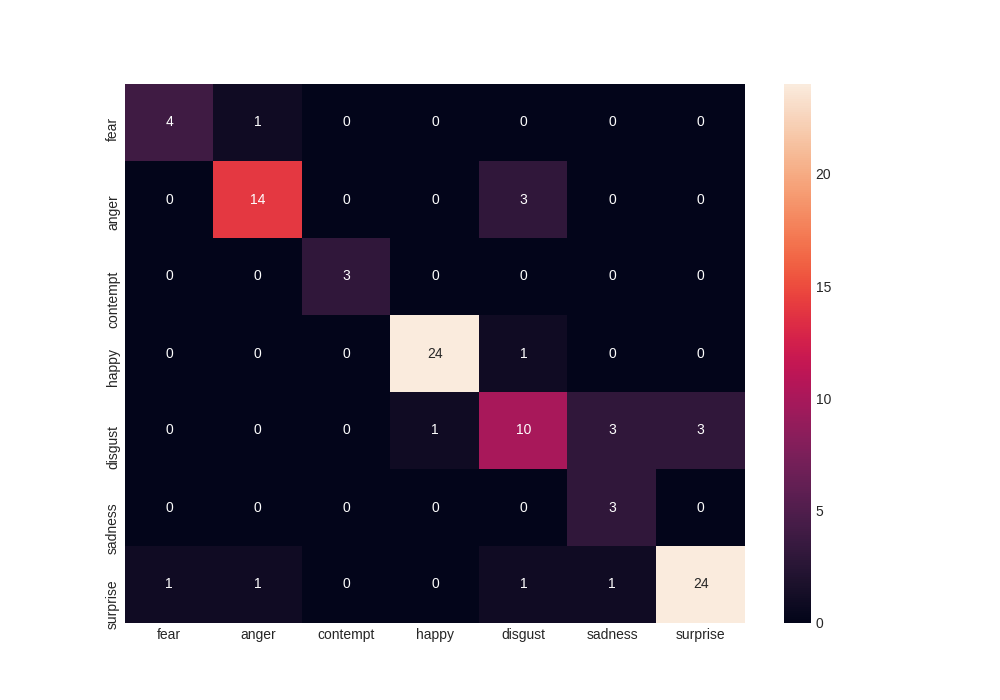 fear 4 1 0 0 0 0 0
anger 0 14 0 0 3 0 0
contempt 0 0 3 0 0 0 0
happy 0 0 0 24 1 0 0
disgust 0 0 0 1 10 3 3
sadness 0 0 0 0 0 3 0
surprise 1 1 0 0 1 1 24
fear anger contempt happy disgust sadness surprise
20
15
10
5
0